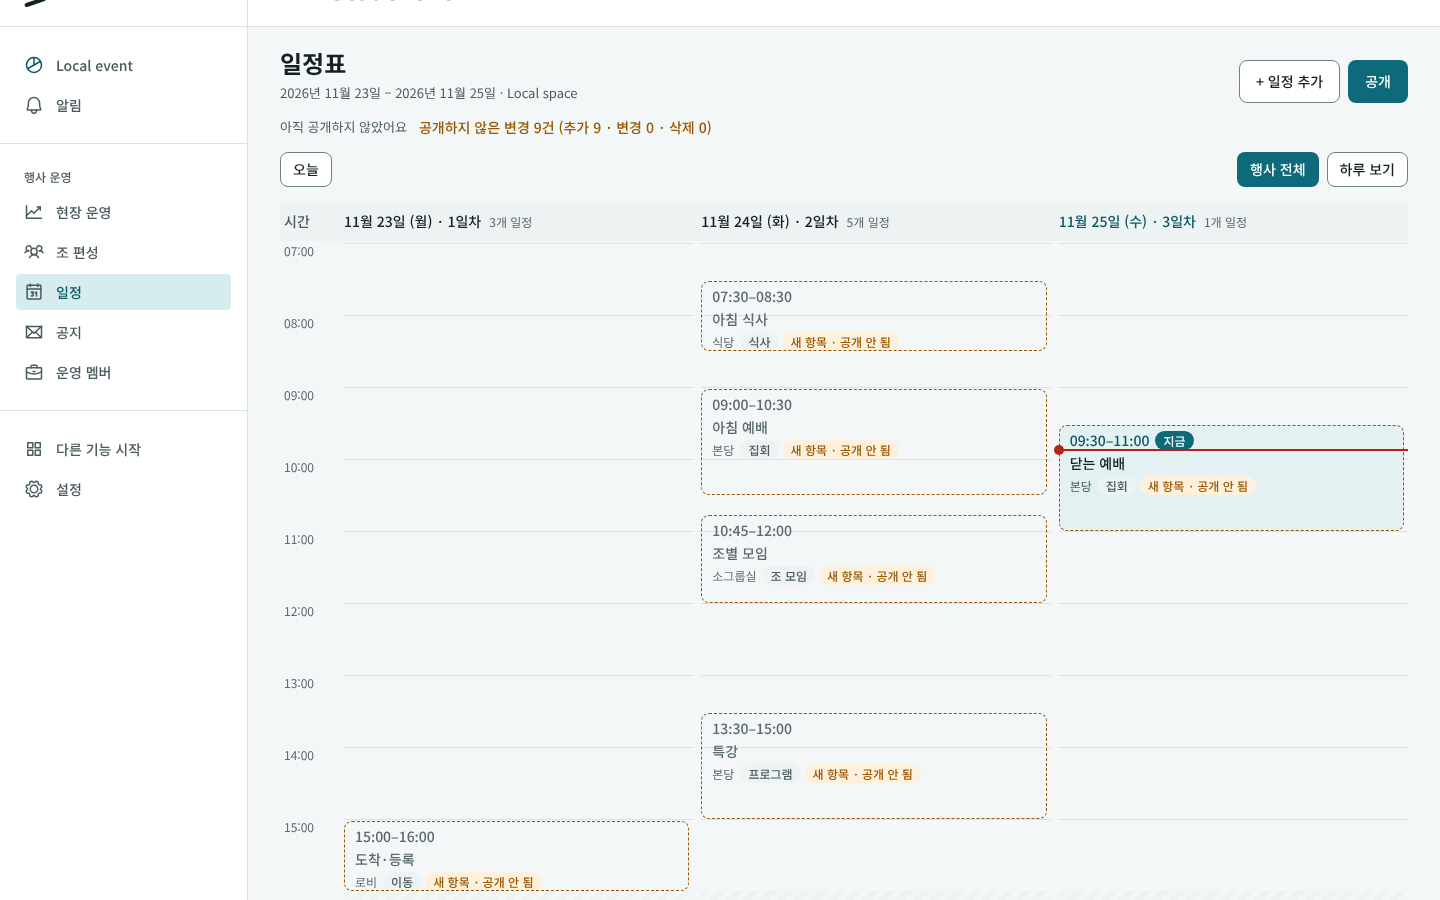 Local event
알림
행사 운영
현장 운영
조 편성
일정
공지
운영 멤버
다른 기능 시작
설정
일정표
2026년 11월 23일 – 2026년 11월 25일 · Local space
+ 일정 추가
공개
아직 공개하지 않았어요 공개하지 않은 변경 9건 (추가 9 · 변경 0 · 삭제 0)
오늘
행사 전체
하루 보기
시간
11월 23일 (월) · 1일차 3개 일정
11월 24일 (화) · 2일차 5개 일정
11월 25일 (수) · 3일차 1개 일정
07:00
08:00
09:00
10:00
11:00
12:00
13:00
14:00
15:00
15:00–16:00
도착·등록
로비 이동 새 항목 · 공개 안 됨
07:30–08:30
아침 식사
식당 식사 새 항목 · 공개 안 됨
09:00–10:30
아침 예배
본당 집회 새 항목 · 공개 안 됨
10:45–12:00
조별 모임
소그룹실 조 모임 새 항목 · 공개 안 됨
13:30–15:00
특강
본당 프로그램 새 항목 · 공개 안 됨
09:30–11:00 지금
닫는 예배
본당 집회 새 항목 · 공개 안 됨